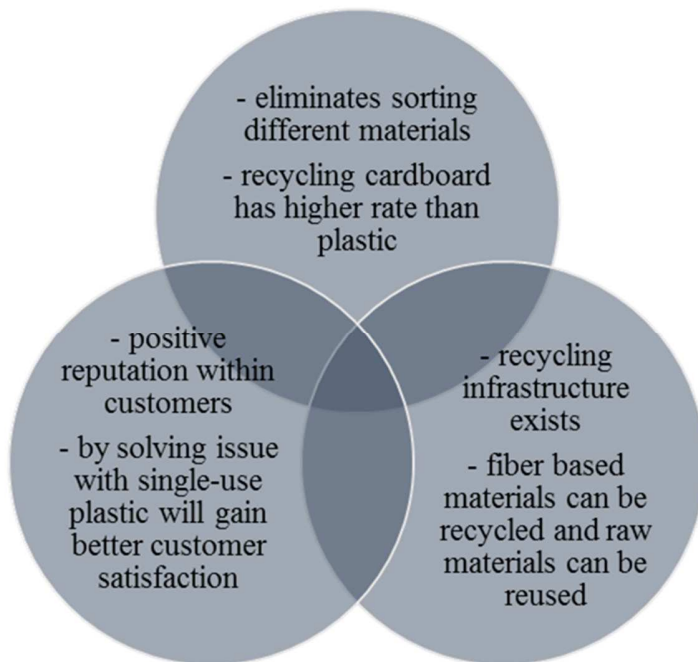 - eliminates sorting
different materials
- recycling cardboard
has higher rate than
plastic
- positive
reputation within
customers
- by solving issue
with single-use
plastic will gain
better customer
satisfaction
- recycling
infrastructure
exists
- fiber based
materials can be
recycled and raw
materials can be
reused